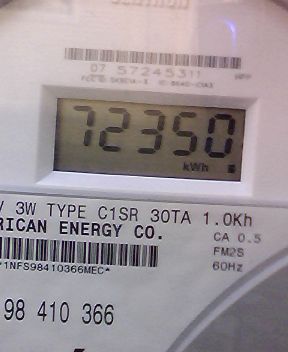 07 57245311
72350
kWh
V 3W TYPE C1SR 30TA 1.0Kh
RICAN ENERGY CO.
CA 0.5
FM2S
60Hz
*1NFS98410366MEC*
98 410 366